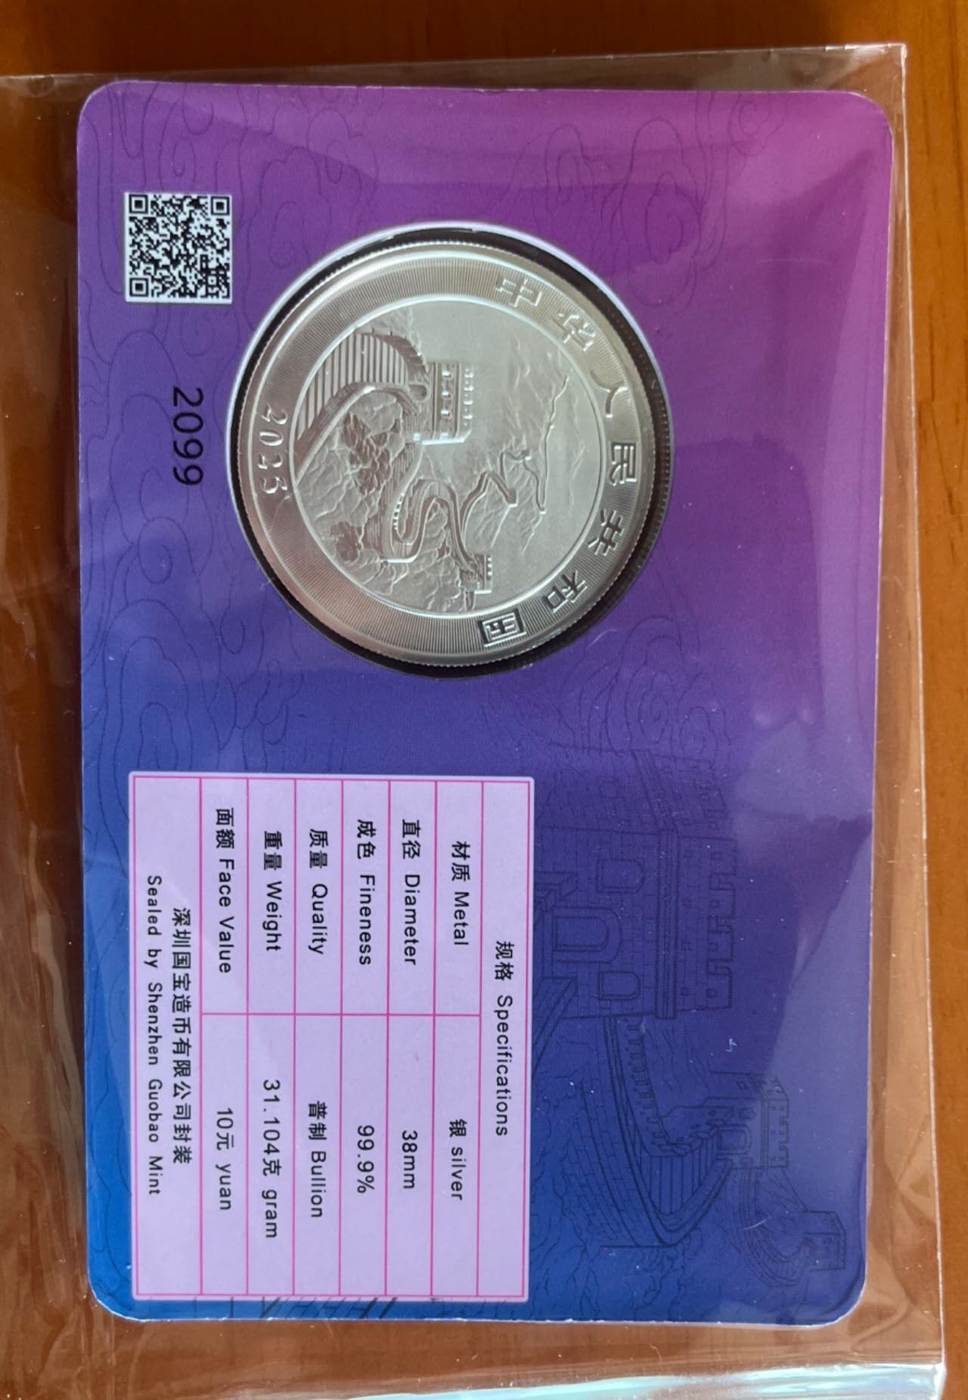 中华人民共和国
2025
2099
规格 Specifications
材质 Metal 银 silver
直径 Diameter 38mm
成色 Fineness 99.9%
质量 Quality 普制 Bullion
重量 Weight 31.104克 gram
面额 Face Value 10元 yuan
深圳国宝造币有限公司封装
Sealed by Shenzhen Guobao Mint